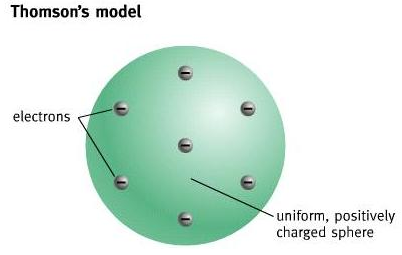 Thomson's model
electrons
uniform, positively
charged sphere